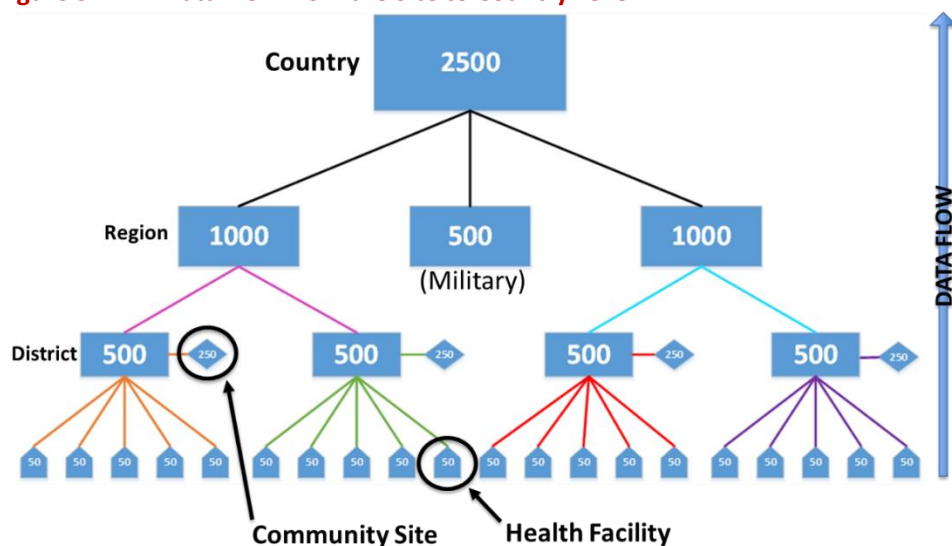 Country 2500
Region 1000 500 1000
(Military)
DATA FLOW
District 500 250 500 250 500 250 500 250
50 50 50 50 50 50 50 50 50 50 50 50 50 50 50 50 50 50 50 50
Community Site Health Facility